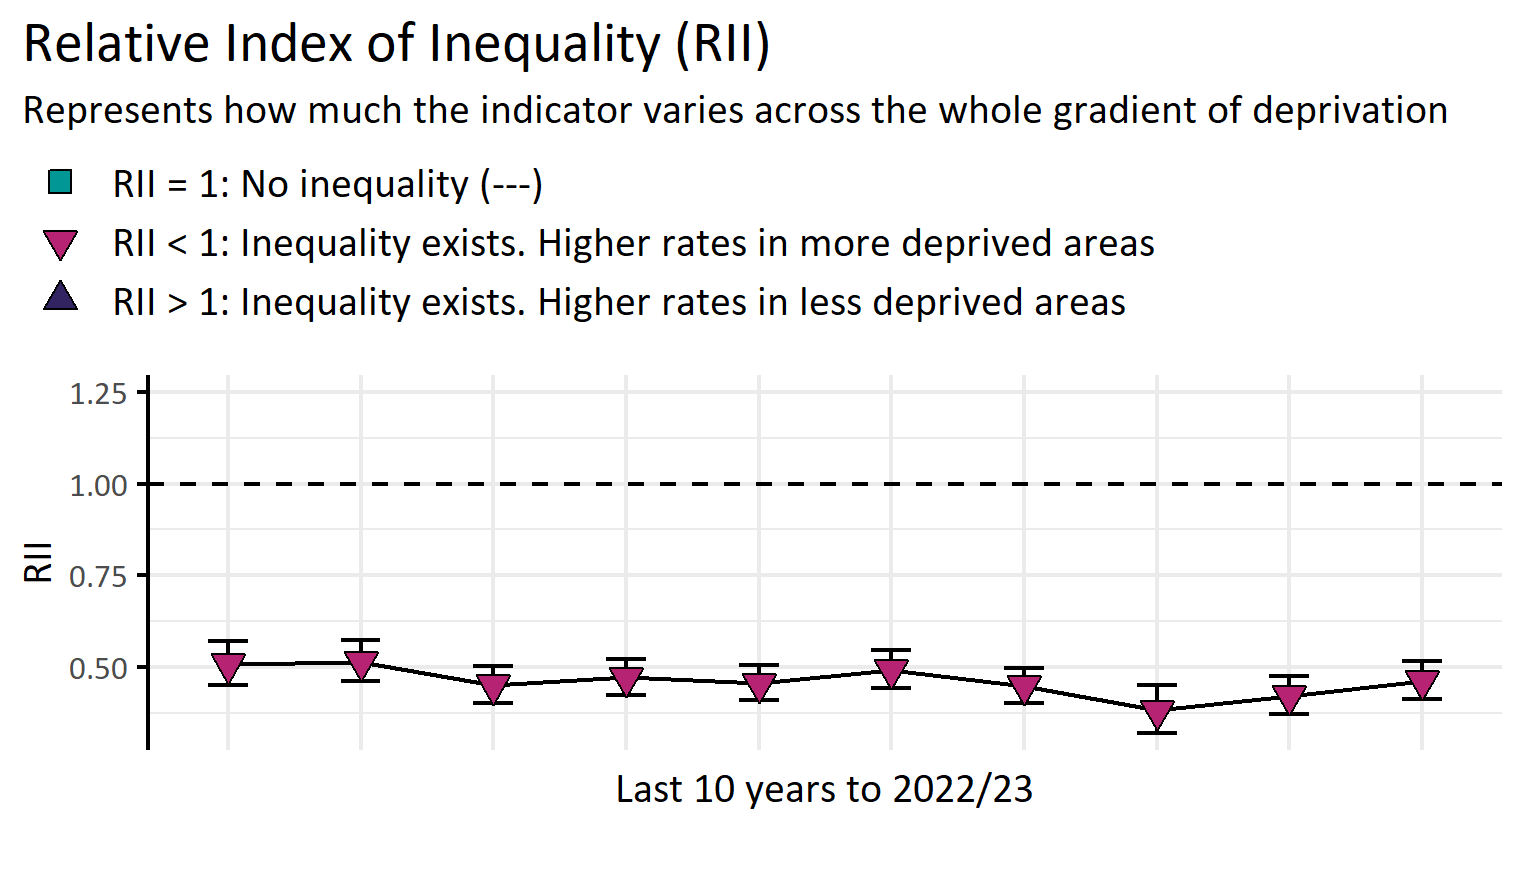 Relative Index of Inequality (RII)
Represents how much the indicator varies across the whole gradient of deprivation
RII = 1: No inequality (---)
RII < 1: Inequality exists. Higher rates in more deprived areas
RII > 1: Inequality exists. Higher rates in less deprived areas
1.25
1.00
0.75
0.50
RII
Last 10 years to 2022/23